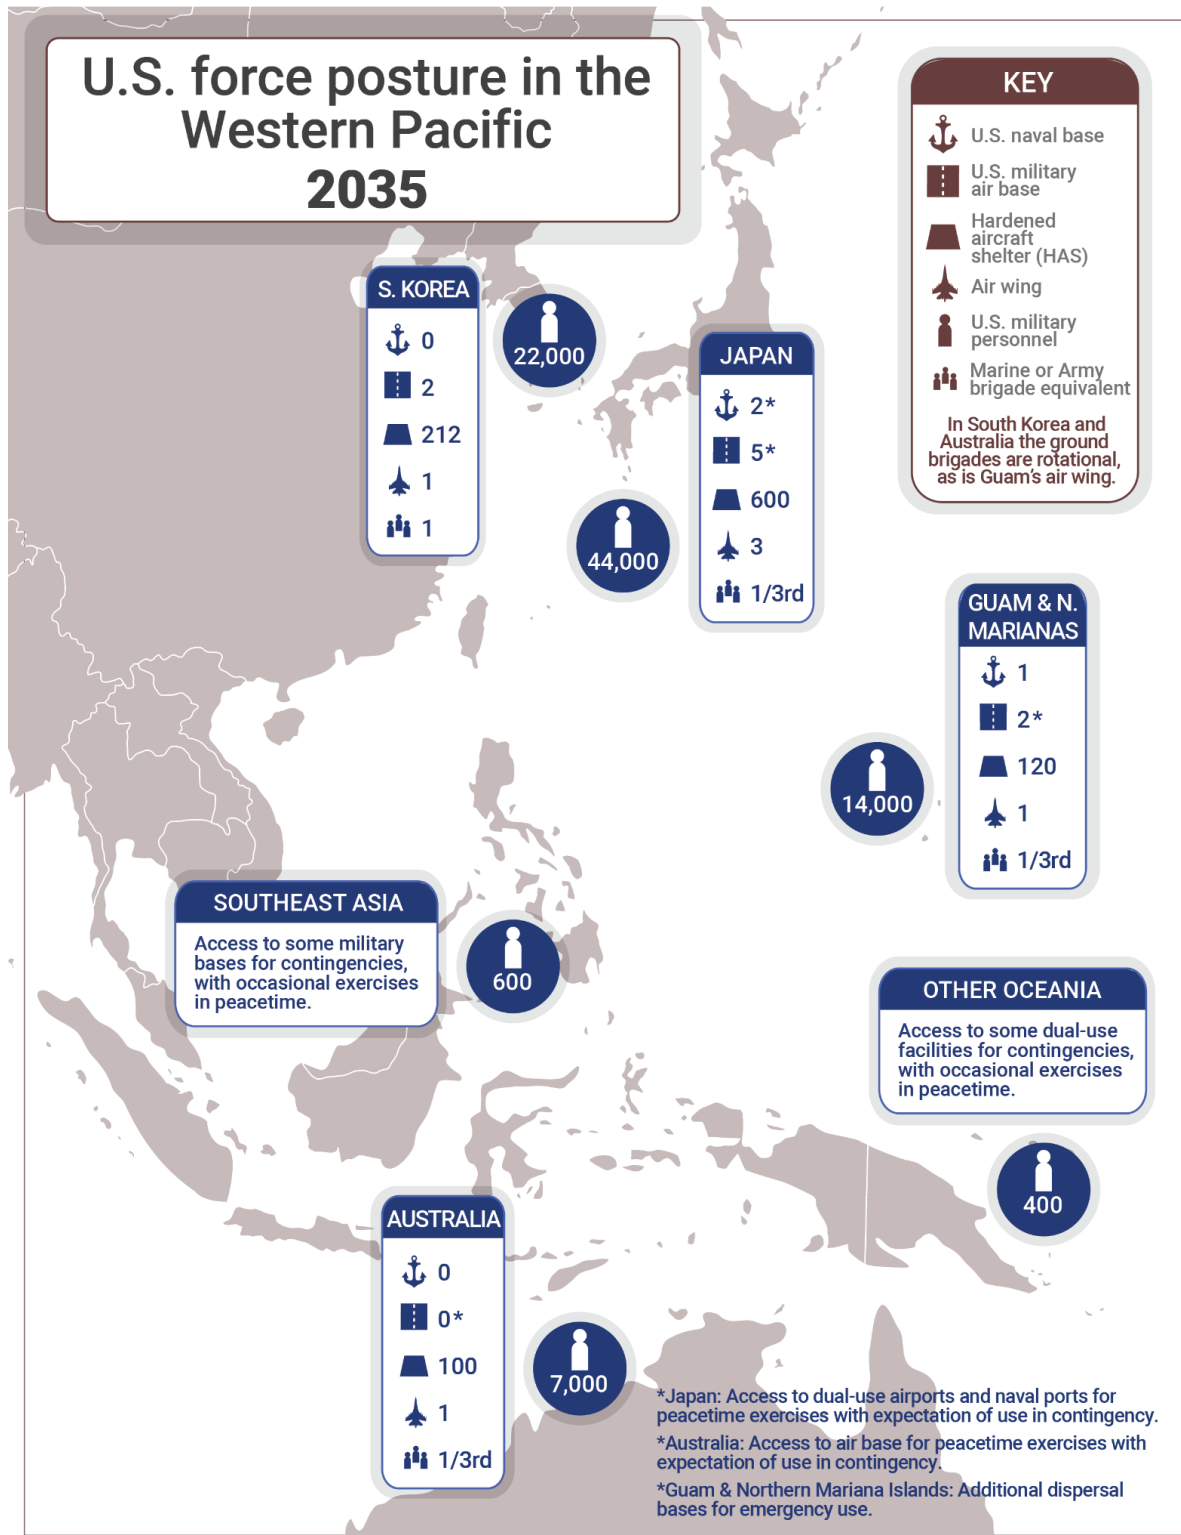 U.S. force posture in the
Western Pacific
2035
KEY
U.S. naval base
U.S. military
air base
Hardened
aircraft
shelter (HAS)
Air wing
U.S. military
personnel
Marine or Army
brigade equivalent
In South Korea and
Australia the ground
brigades are rotational,
as is Guam's air wing.
S. KOREA
0
2
212
1
1
22,000
JAPAN
2*
5*
600
3
1/3rd
44,000
GUAM & N.
MARIANAS
1
2*
120
1
1/3rd
14,000
SOUTHEAST ASIA
Access to some military
bases for contingencies,
with occasional exercises
in peacetime.
600
OTHER OCEANIA
Access to some dual-use
facilities for contingencies,
with occasional exercises
in peacetime.
400
AUSTRALIA
0
0*
100
1
1/3rd
7,000
*Japan: Access to dual-use airports and naval ports for
peacetime exercises with expectation of use in contingency.
*Australia: Access to air base for peacetime exercises with
expectation of use in contingency.
*Guam & Northern Mariana Islands: Additional dispersal
bases for emergency use.